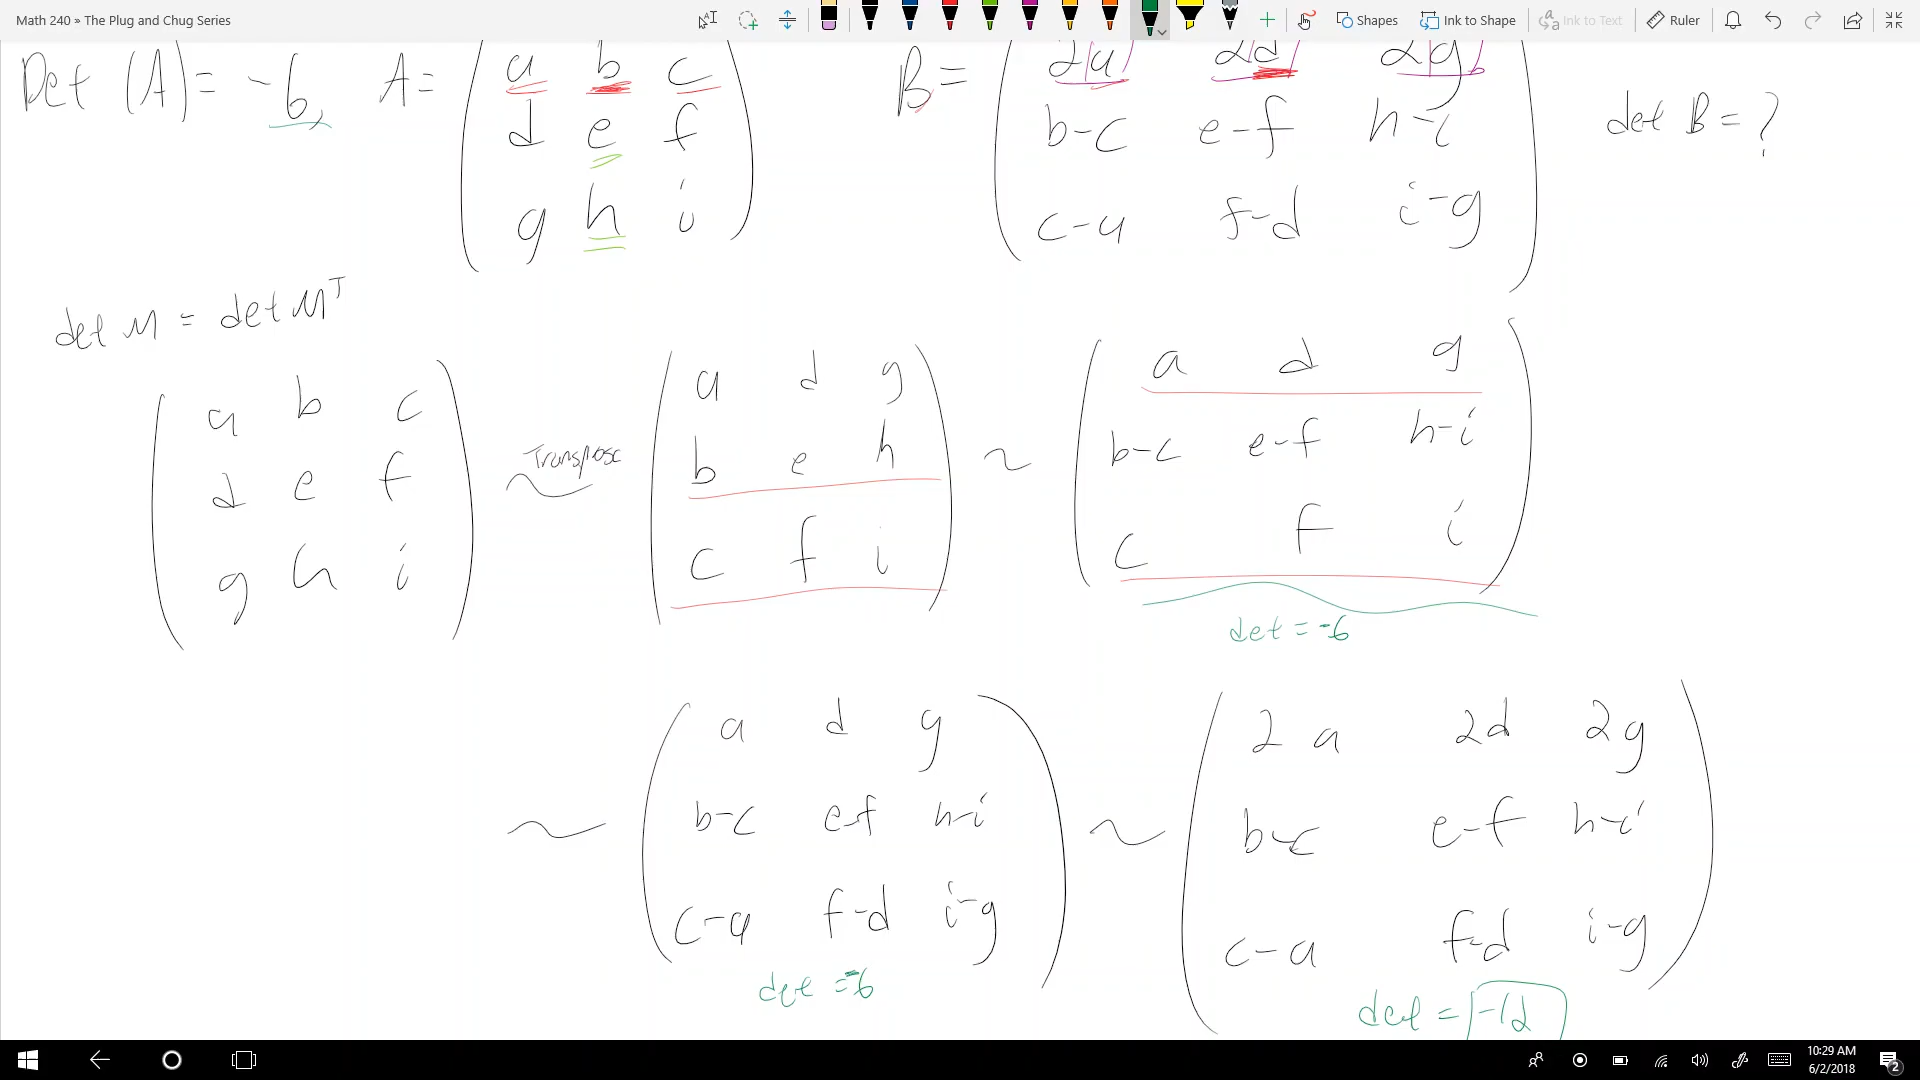 Math 240 » The Plug and Chug Series
Shapes
Ink to Shape
Ink to Text
Ruler
Det (A) = -6, A = ( a b c
d e f
g h i )
B = ( 2a 2d 2g
b-c e-f h-i
c-a f-d i-g )
det B = ?
det M = det M^T
( a b c
d e f
g h i )
~ Transpose
( a d g
b e h
c f i )
~
( a d g
b-c e-f h-i
c f i )
det = -6
~
( a d g
b-c e-f h-i
c-a f-d i-g )
det = -6
~
( 2a 2d 2g
b-c e-f h-i
c-a f-d i-g )
det = -12
10:29 AM
6/2/2018
2